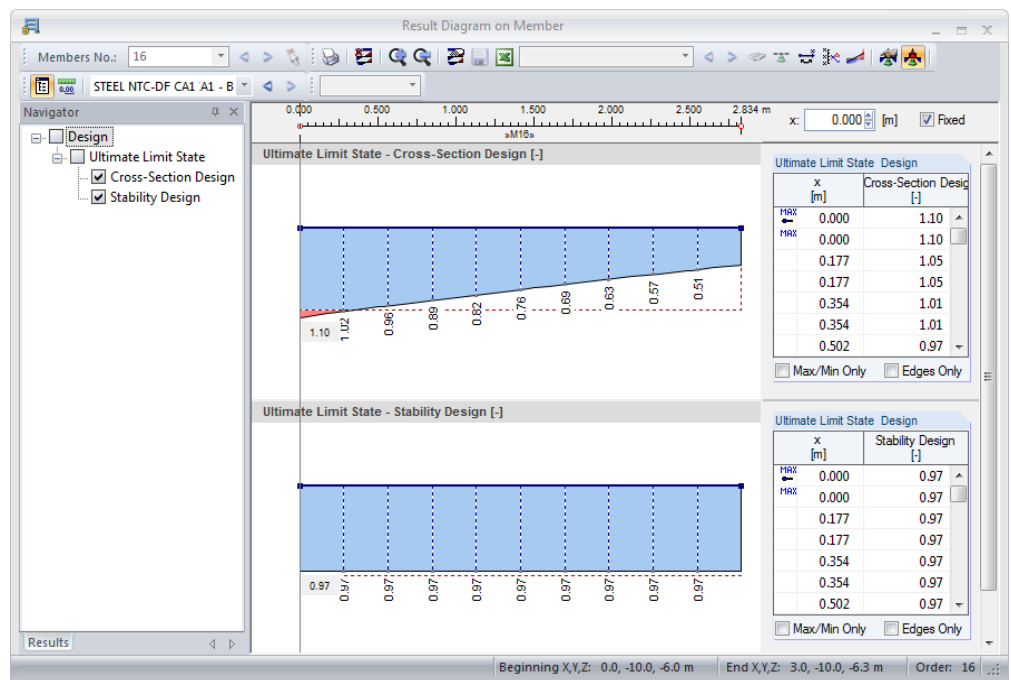 Result Diagram on Member
Members No.: 16
STEEL NTC-DF CA1 A1 - B
Navigator
Design
Ultimate Limit State
Cross-Section Design
Stability Design
Results
0.000 0.500 1.000 1.500 2.000 2.500 2.834 m
»M16»
x: 0.000 [m] Fixed
Ultimate Limit State - Cross-Section Design [-]
1.10 1.02 0.96 0.89 0.82 0.76 0.69 0.63 0.57 0.51
Ultimate Limit State Design
x Cross-Section Desig
[m] [-]
MAX 0.000 1.10
MAX 0.000 1.10
0.177 1.05
0.177 1.05
0.354 1.01
0.354 1.01
0.502 0.97
Max/Min Only Edges Only
Ultimate Limit State - Stability Design [-]
0.97 0.97 0.97 0.97 0.97 0.97 0.97 0.97 0.97 0.97
Ultimate Limit State Design
x Stability Design
[m] [-]
MAX 0.000 0.97
MAX 0.000 0.97
0.177 0.97
0.177 0.97
0.354 0.97
0.354 0.97
0.502 0.97
Max/Min Only Edges Only
Beginning X,Y,Z: 0.0, -10.0, -6.0 m End X,Y,Z: 3.0, -10.0, -6.3 m Order: 16